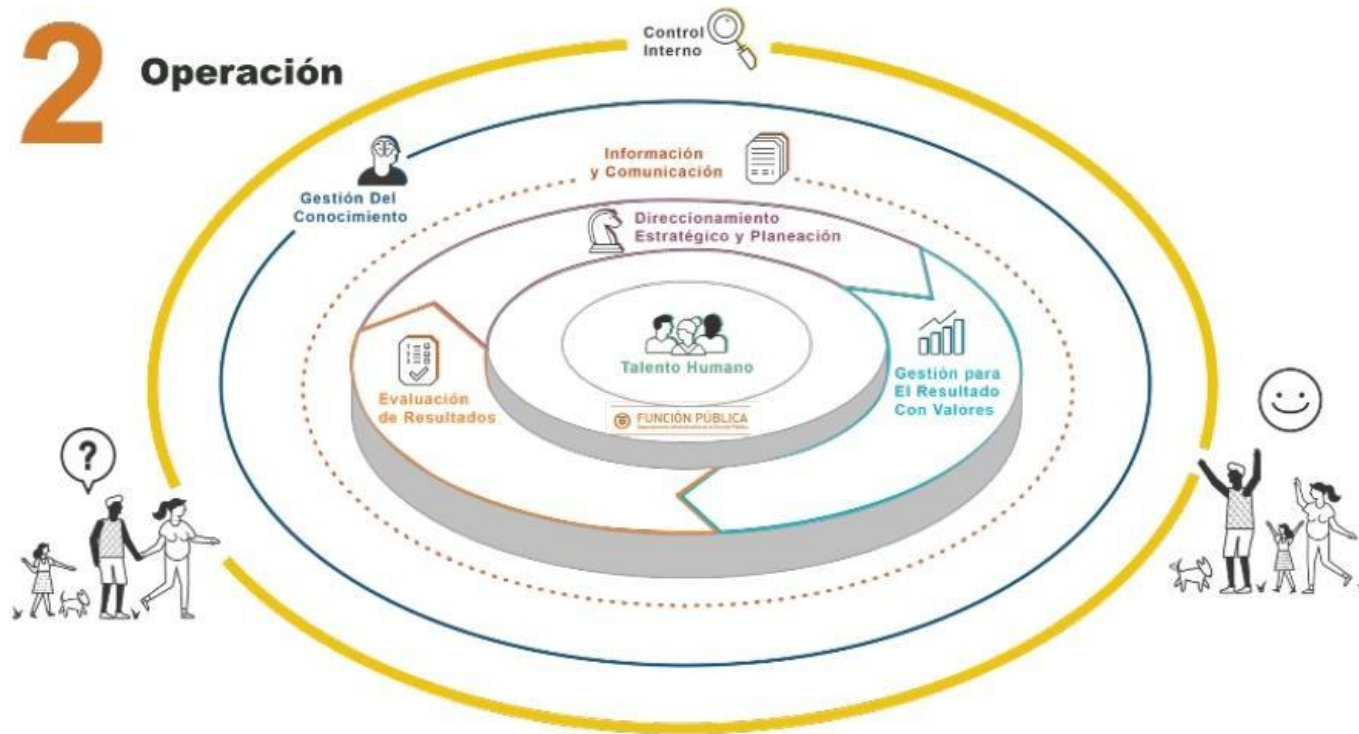 2
Operación
Control
Interno
Información
y Comunicación
Gestión Del
Conocimiento
Direccionamiento
Estratégico y Planeación
Talento Humano
Gestión para
El Resultado
Con Valores
Evaluación
de Resultados
FUNCIÓN PÚBLICA
?